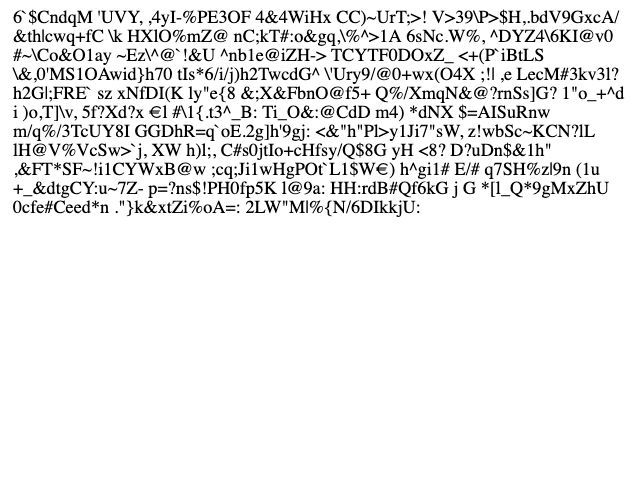 6`$CndqM 'UVY, ,4yI-%PE3OF 4&4WiHx CC)~UrT;>! V>39\P>$H,.bdV9GxcA/
&th|cwq+fC \k HXlO%mZ@ nC;kT#:o&gq,\%^>1A 6sNc.W%, ^DYZ4\6KI@v0
#~\Co&O1ay ~Ez\^@`!&U ^nb1e@iZH-> TCYTF0DOxZ_ <+(P`iBtLS
\&,0'MS1OAwid}h70 tIs*6/i/j)h2TwcdG^ \'Ury9/@0+wx(O4X ;!| ,e LecM#3kv3l?
h2G|;FRE` sz xNfDI(K ly"e{8 &;X&FbnO@f5+ Q%/XmqN&@?rnSs]G? 1"o_+^d
i )o,T]\v, 5f?Xd?x €l #\1{.t3^_B: Ti_O&:@CdD m4) *dNX $=AISuRnw
m/q%/3TcUY8I GGDhR=q`oE.2g]h'9gj: <&"h"Pl>y1Ji7"sW, z!wbSc~KCN?lL
lH@V%VcSw>`j, XW h)l;, C#s0jtIo+cHfsy/Q$8G yH <8? D?uDn$&1h"
,&FT*SF~!i1CYWxB@w ;cq;Ji1wHgPOt`L1$W€) h^gi1# E/# q7SH%z|9n (1u
+_&dtgCY:u~7Z- p=?ns$!PH0fp5K l@9a: HH:rdB#Qf6kG j G *[l_Q*9gMxZhU
0cfe#Ceed*n ."}k&xtZi%oA=: 2LW"M|%{N/6DIkkjU: